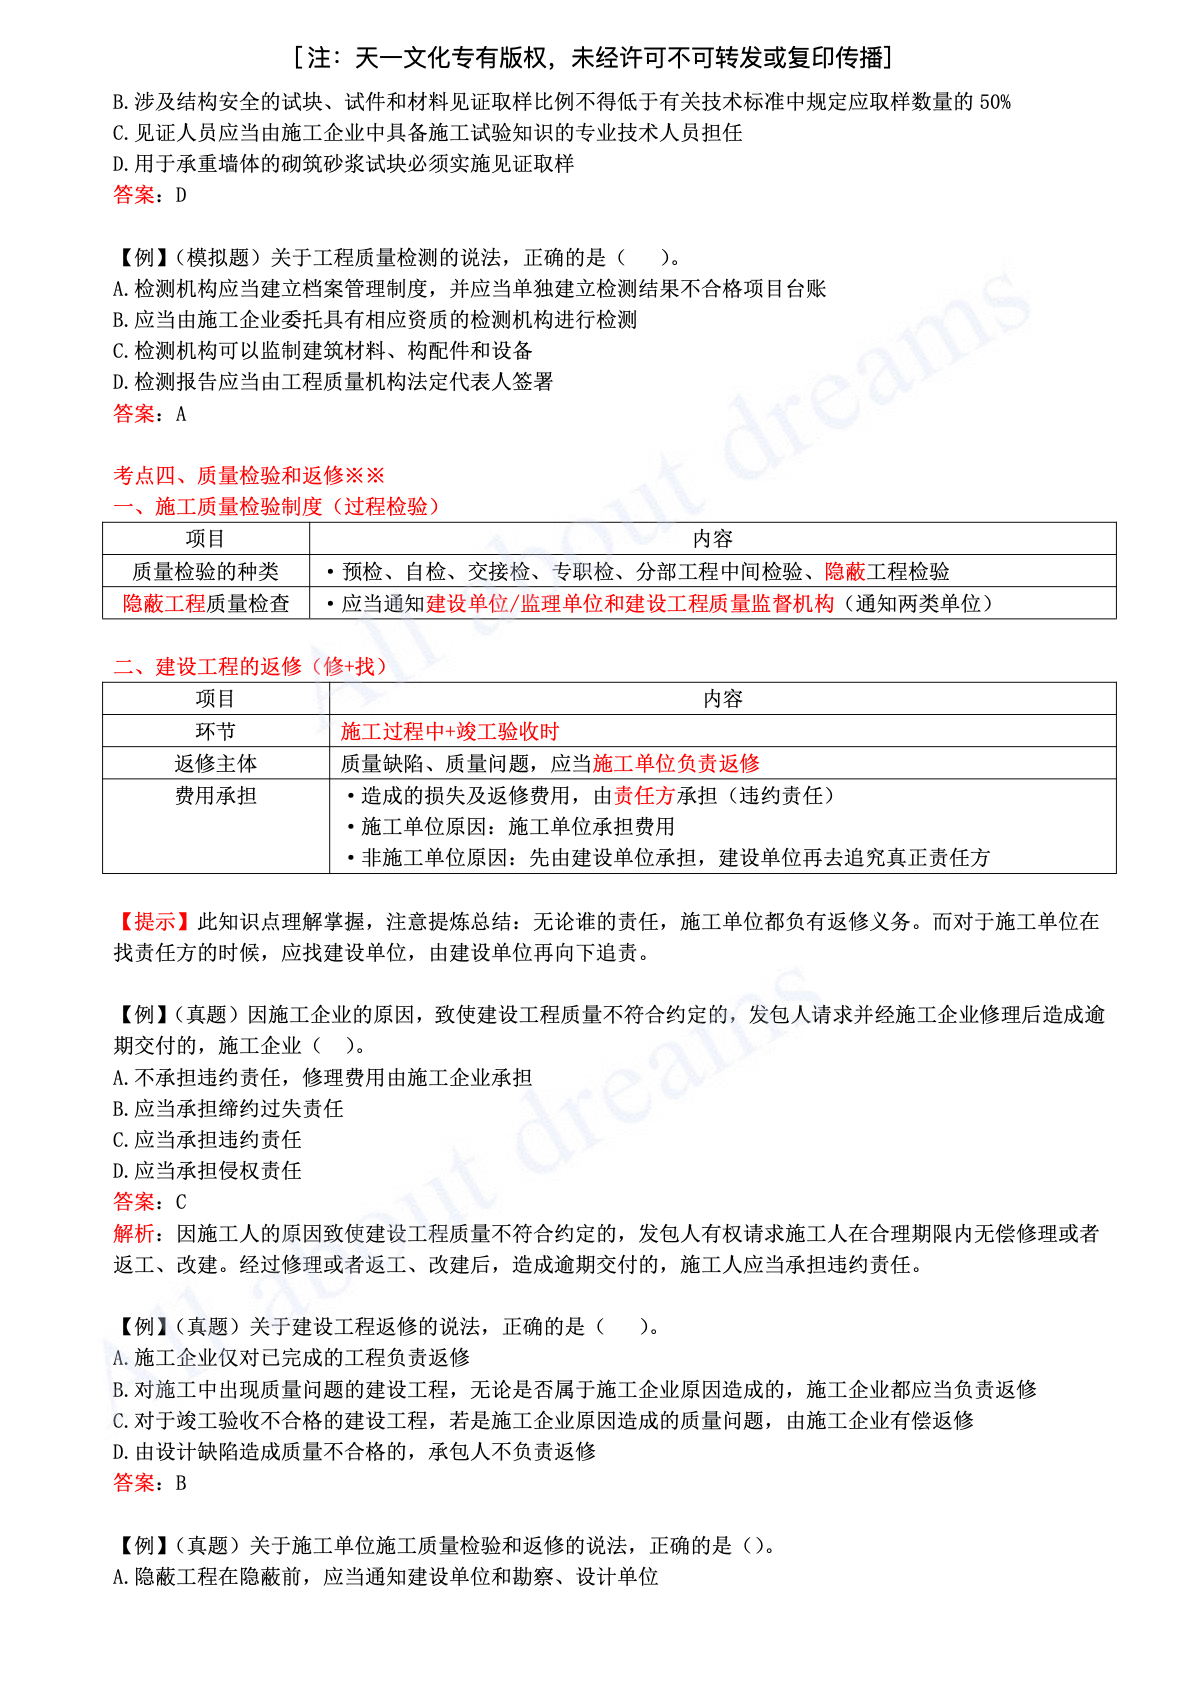 [注：天一文化专有版权，未经许可不可转发或复印传播]
B.涉及结构安全的试块、试件和材料见证取样比例不得低于有关技术标准中规定应取样数量的 50%
C.见证人员应当由施工企业中具备施工试验知识的专业技术人员担任
D.用于承重墙体的砌筑砂浆试块必须实施见证取样
答案：D
【例】（模拟题）关于工程质量检测的说法，正确的是（    ）。
A.检测机构应当建立档案管理制度，并应当单独建立检测结果不合格项目台账
B.应当由施工企业委托具有相应资质的检测机构进行检测
C.检测机构可以监制建筑材料、构配件和设备
D.检测报告应当由工程质量机构法定代表人签署
答案：A
考点四、质量检验和返修※※
一、施工质量检验制度（过程检验）
项目 内容
质量检验的种类 ·预检、自检、交接检、专职检、分部工程中间检验、隐蔽工程检验
隐蔽工程质量检查 ·应当通知建设单位/监理单位和建设工程质量监督机构（通知两类单位）
二、建设工程的返修（修+找）
项目 内容
环节 施工过程中+竣工验收时
返修主体 质量缺陷、质量问题，应当施工单位负责返修
费用承担 ·造成的损失及返修费用，由责任方承担（违约责任）
·施工单位原因：施工单位承担费用
·非施工单位原因：先由建设单位承担，建设单位再去追究真正责任方
【提示】此知识点理解掌握，注意提炼总结：无论谁的责任，施工单位都负有返修义务。而对于施工单位在
找责任方的时候，应找建设单位，由建设单位再向下追责。
【例】（真题）因施工企业的原因，致使建设工程质量不符合约定的，发包人请求并经施工企业修理后造成逾
期交付的，施工企业（  ）。
A.不承担违约责任，修理费用由施工企业承担
B.应当承担缔约过失责任
C.应当承担违约责任
D.应当承担侵权责任
答案：C
解析：因施工人的原因致使建设工程质量不符合约定的，发包人有权请求施工人在合理期限内无偿修理或者
返工、改建。经过修理或者返工、改建后，造成逾期交付的，施工人应当承担违约责任。
【例】（真题）关于建设工程返修的说法，正确的是（    ）。
A.施工企业仅对已完成的工程负责返修
B.对施工中出现质量问题的建设工程，无论是否属于施工企业原因造成的，施工企业都应当负责返修
C.对于竣工验收不合格的建设工程，若是施工企业原因造成的质量问题，由施工企业有偿返修
D.由设计缺陷造成质量不合格的，承包人不负责返修
答案：B
【例】（真题）关于施工单位施工质量检验和返修的说法，正确的是（）。
A.隐蔽工程在隐蔽前，应当通知建设单位和勘察、设计单位
All about dreams
All about dreams